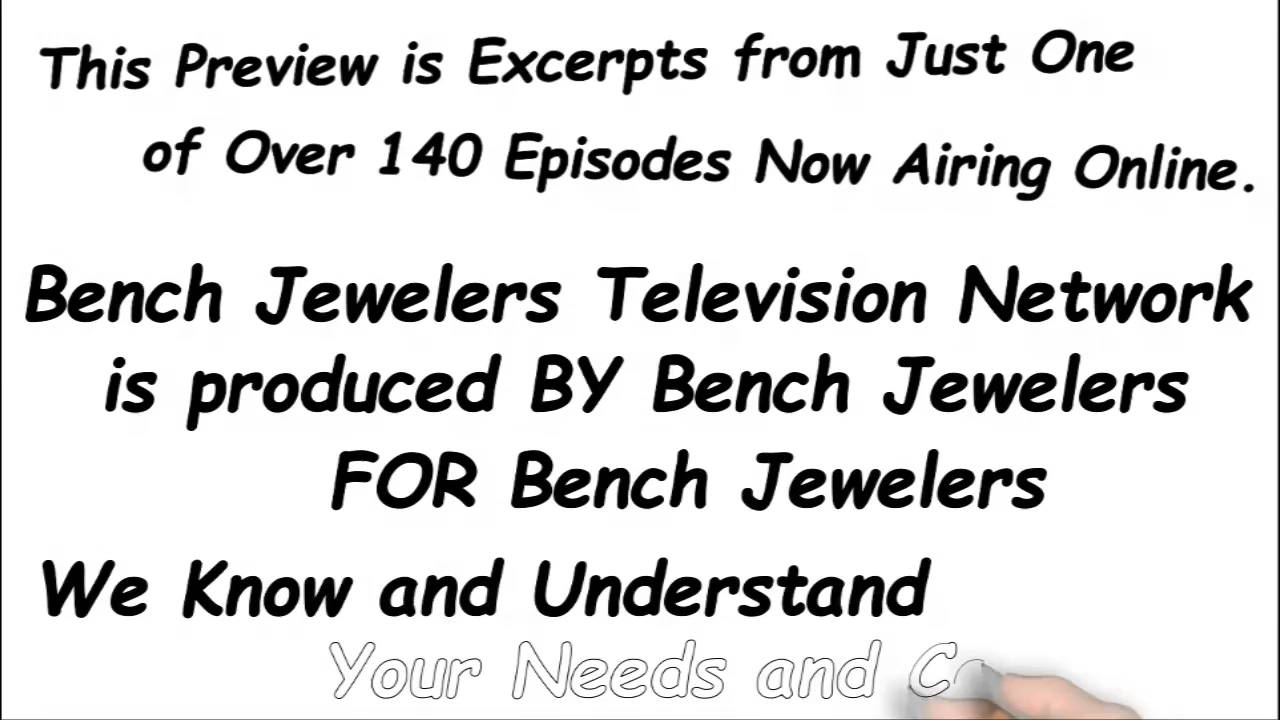 This Preview is Excerpts from Just One
of Over 140 Episodes Now Airing Online.
Bench Jewelers Television Network
is produced BY Bench Jewelers
FOR Bench Jewelers
We Know and Understand
Your Needs and